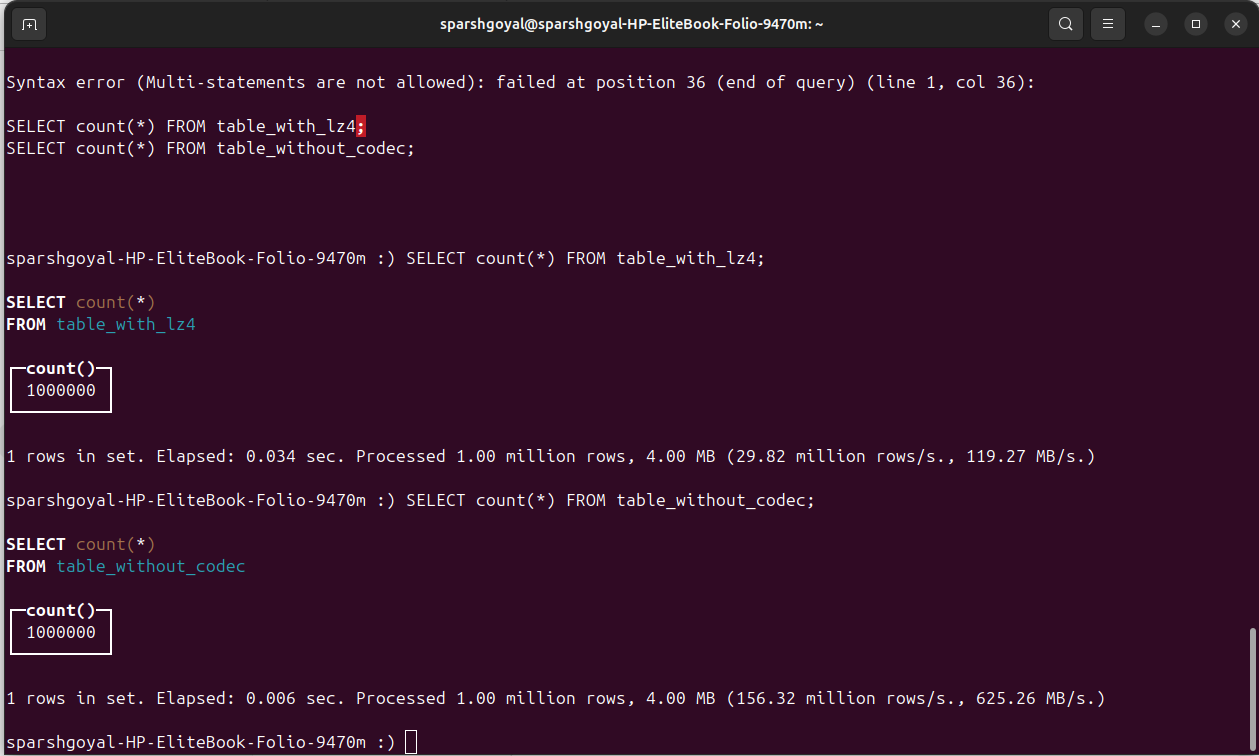 sparshgoyal@sparshgoyal-HP-EliteBook-Folio-9470m: ~
Syntax error (Multi-statements are not allowed): failed at position 36 (end of query) (line 1, col 36):
SELECT count(*) FROM table_with_lz4;
SELECT count(*) FROM table_without_codec;
sparshgoyal-HP-EliteBook-Folio-9470m :) SELECT count(*) FROM table_with_lz4;
SELECT count(*)
FROM table_with_lz4
count()
1000000
1 rows in set. Elapsed: 0.034 sec. Processed 1.00 million rows, 4.00 MB (29.82 million rows/s., 119.27 MB/s.)
sparshgoyal-HP-EliteBook-Folio-9470m :) SELECT count(*) FROM table_without_codec;
SELECT count(*)
FROM table_without_codec
count()
1000000
1 rows in set. Elapsed: 0.006 sec. Processed 1.00 million rows, 4.00 MB (156.32 million rows/s., 625.26 MB/s.)
sparshgoyal-HP-EliteBook-Folio-9470m :)